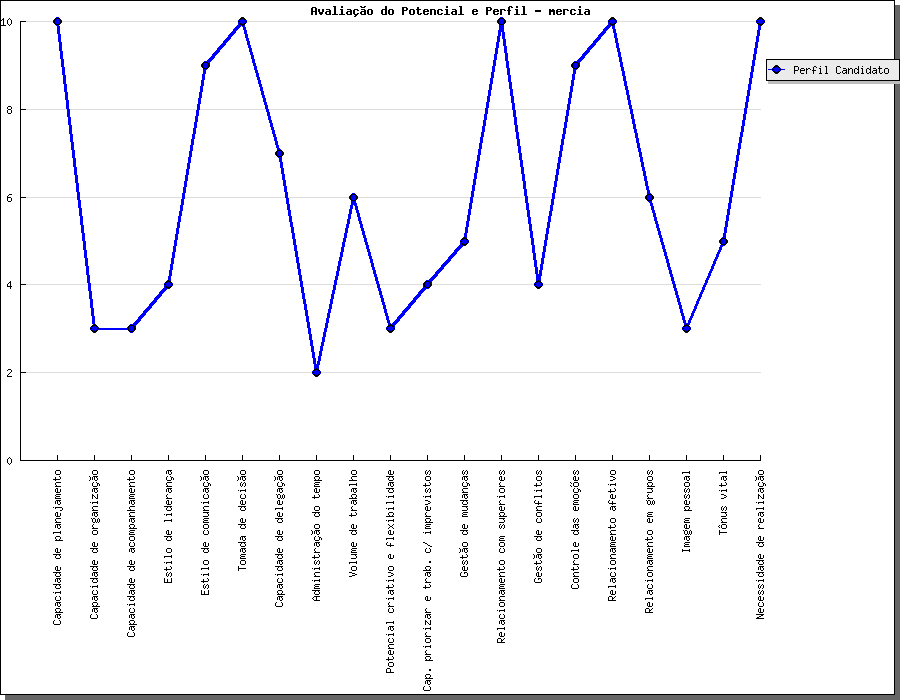 Avaliação do Potencial e Perfil - mercia
10
8
6
4
2
0
Perfil Candidato
Capacidade de planejamento
Capacidade de organização
Capacidade de acompanhamento
Estilo de liderança
Estilo de comunicação
Tomada de decisão
Capacidade de delegação
Administração do tempo
Volume de trabalho
Potencial criativo e flexibilidade
Cap. priorizar e trab. c/ imprevistos
Gestão de mudanças
Relacionamento com superiores
Gestão de conflitos
Controle das emoções
Relacionamento afetivo
Relacionamento em grupos
Imagem pessoal
Tônus vital
Necessidade de realização